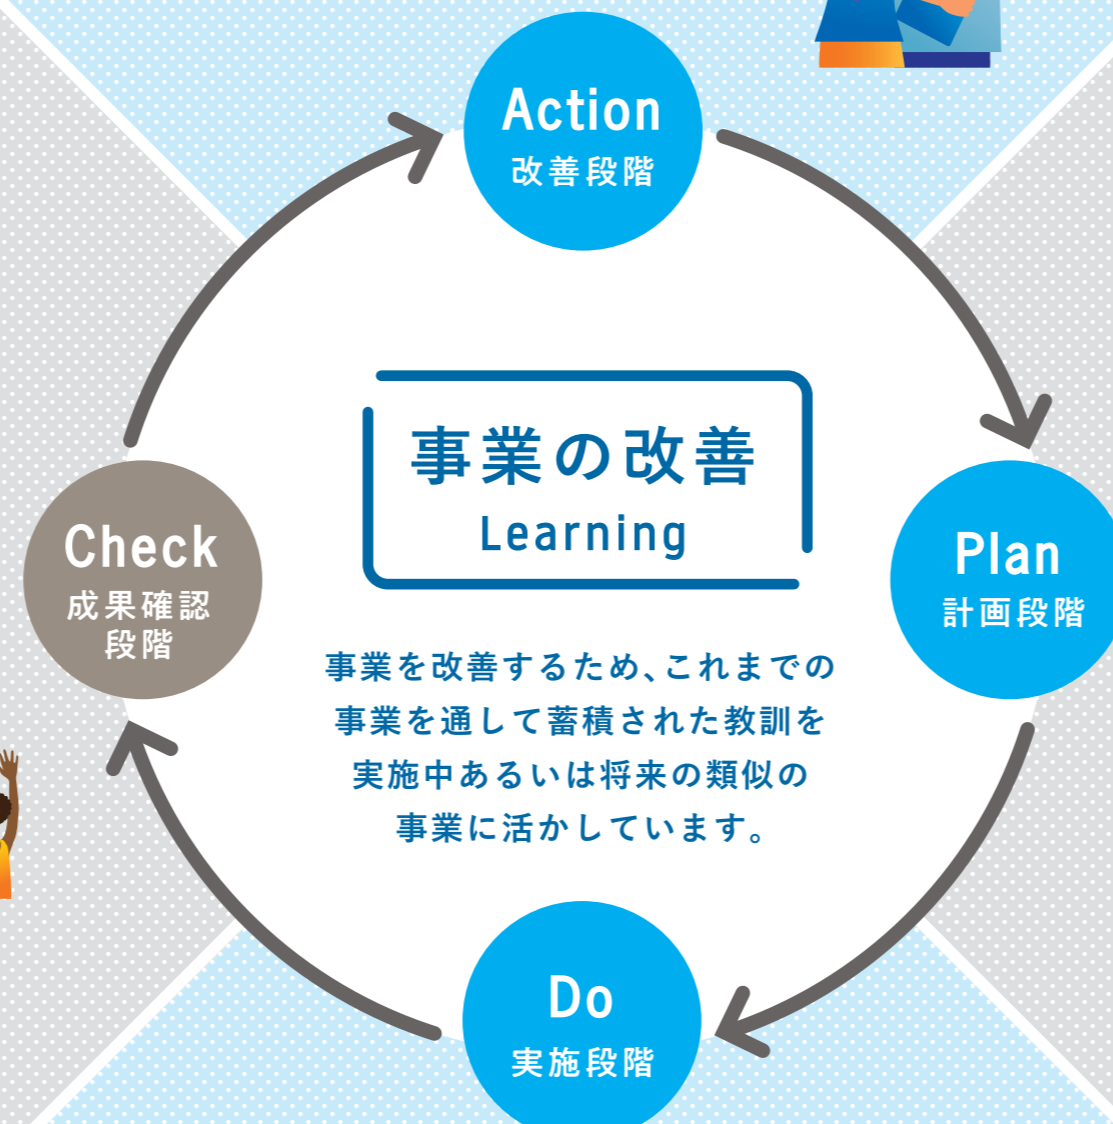 Action
改善段階
事業の改善
Learning
Check
成果確認
段階
Plan
計画段階
事業を改善するため、これまでの
事業を通して蓄積された教訓を
実施中あるいは将来の類似の
事業に活かしています。
Do
実施段階